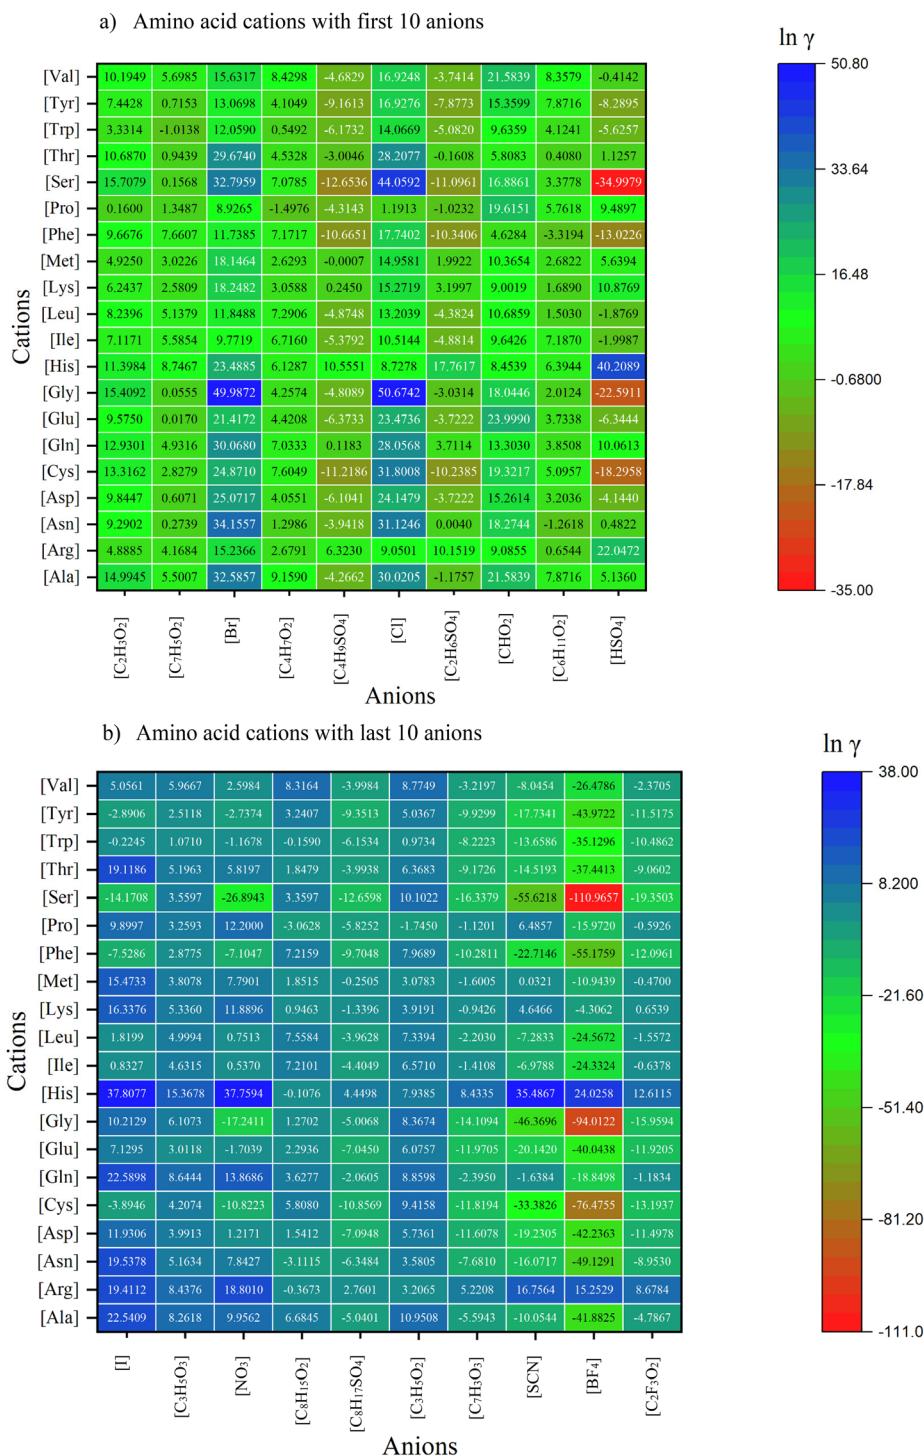 a) Amino acid cations with first 10 anions
ln γ
[Val] 10.1949 5.6985 15.6317 8.4298 -4.6829 16.9248 -3.7414 21.5839 8.3579 -0.4142
[Tyr] 7.4428 0.7153 13.0698 4.1049 -9.1613 16.9276 -7.8773 15.3599 7.8716 -8.2895
[Trp] 3.3314 -1.0138 12.0590 0.5492 -6.1732 14.0669 -5.0820 9.6359 4.1241 -5.6257
[Thr] 10.6870 0.9439 29.6740 4.5328 -3.0046 28.2077 -0.1608 5.8083 0.4080 1.1257
[Ser] 15.7079 0.1568 32.7959 7.0785 -12.6536 44.0592 -11.0961 16.8861 3.3778 -34.9979
[Pro] 0.1600 1.3487 8.9265 -1.4976 -4.3143 1.1913 -1.0232 19.6151 5.7618 9.4897
[Phe] 9.6676 7.6607 11.7385 7.1717 -10.6651 17.7402 -10.3406 4.6284 -3.3194 -13.0226
[Met] 4.9250 3.0226 18.1464 2.6293 -0.0007 14.9581 1.9922 10.3654 2.6822 5.6394
[Lys] 6.2437 2.5809 18.2482 3.0588 0.2450 15.2719 3.1997 9.0019 1.6890 10.8769
[Leu] 8.2396 5.1379 11.8488 7.2906 -4.8748 13.2039 -4.3824 10.6859 1.5030 -1.8769
[Ile] 7.1171 5.5854 9.7719 6.7160 -5.3792 10.5144 -4.8814 9.6426 7.1870 -1.9987
[His] 11.3984 8.7467 23.4885 6.1287 10.5551 8.7278 17.7617 8.4539 6.3944 40.2089
[Gly] 15.4092 0.0555 49.9872 4.2574 -4.8089 50.6742 -3.0314 18.0446 2.0124 -22.5911
[Glu] 9.5750 0.0170 21.4172 4.4208 -6.3733 23.4736 -3.7222 23.9990 3.7338 -6.3444
[Gln] 12.9301 4.9316 30.0680 7.0333 0.1183 28.0568 3.7114 13.3030 3.8508 10.0613
[Cys] 13.3162 2.8279 24.8710 7.6049 -11.2186 31.8008 -10.2385 19.3217 5.0957 -18.2958
[Asp] 9.8447 0.6071 25.0717 4.0551 -6.1041 24.1479 -3.7222 15.2614 3.2036 -4.1440
[Asn] 9.2902 0.2739 34.1557 1.2986 -3.9418 31.1246 0.0040 18.2744 -1.2618 0.4822
[Arg] 4.8885 4.1684 15.2366 2.6791 6.3230 9.0501 10.1519 9.0855 0.6544 22.0472
[Ala] 14.9945 5.5007 32.5857 9.1590 -4.2662 30.0205 -1.1757 21.5839 7.8716 5.1360
Cations
[C₂H₃O₂] [C₇H₅O₂] [Br] [C₄H₇O₂] [C₄H₉SO₄] [Cl] [C₂H₆SO₄] [CHO₂] [C₆H₁₁O₂] [HSO₄]
Anions
50.80
33.64
16.48
-0.6800
-17.84
-35.00
b) Amino acid cations with last 10 anions
ln γ
[Val] 5.0561 5.9667 2.5984 8.3164 -3.9984 8.7749 -3.2197 -8.0454 -26.4786 -2.3705
[Tyr] -2.8906 2.5118 -2.7374 3.2407 -9.3513 5.0367 -9.9299 -17.7341 -43.9722 -11.5175
[Trp] -0.2245 1.0710 -1.1678 -0.1590 -6.1534 0.9734 -8.2223 -13.6586 -35.1296 -10.4862
[Thr] 19.1186 5.1963 5.8197 1.8479 -3.9938 6.3683 -9.1726 -14.5193 -37.4413 -9.0602
[Ser] -14.1708 3.5597 -26.8943 3.3597 -12.6598 10.1022 -16.3379 -55.6218 -110.9657 -19.3503
[Pro] 9.8997 3.2593 12.2000 -3.0628 -5.8252 -1.7450 -1.1201 6.4857 -15.9720 -0.5926
[Phe] -7.5286 2.8775 -7.1047 7.2159 -9.7048 7.9689 -10.2811 -22.7146 -55.1759 -12.0961
[Met] 15.4733 3.8078 7.7901 1.8515 -0.2505 3.0783 -1.6005 0.0321 -10.9439 -0.4700
[Lys] 16.3376 5.3360 11.8896 0.9463 -1.3396 3.9191 -0.9426 4.6466 -4.3062 0.6539
[Leu] 1.8199 4.9994 0.7513 7.5584 -3.9628 7.3394 -2.2030 -7.2833 -24.5672 -1.5572
[Ile] 0.8327 4.6315 0.5370 7.2101 -4.4049 6.5710 -1.4108 -6.9788 -24.3324 -0.6378
[His] 37.8077 15.3678 37.7594 -0.1076 4.4498 7.9385 8.4335 35.4867 24.0258 12.6115
[Gly] 10.2129 6.1073 -17.2411 1.2702 -5.0068 8.3674 -14.1094 -46.3696 -94.0122 -15.9594
[Glu] 7.1295 3.0118 -1.7039 2.2936 -7.0450 6.0757 -11.9705 -20.1420 -40.0438 -11.9205
[Gln] 22.5898 8.6444 13.8686 3.6277 -2.0605 8.8598 -2.3950 -1.6384 -18.8498 -1.1834
[Cys] -3.8946 4.2074 -10.8223 5.8080 -10.8569 9.4158 -11.8194 -33.3826 -76.4755 -13.1937
[Asp] 11.9306 3.9913 1.2171 1.5412 -7.0948 5.7361 -11.6078 -19.2305 -42.2363 -11.4978
[Asn] 19.5378 5.1634 7.8427 -3.1115 -6.3484 3.5805 -7.6810 -16.0717 -49.1291 -8.9530
[Arg] 19.4112 8.4376 18.8010 -0.3673 2.7601 3.2065 5.2208 16.7564 15.2529 8.6784
[Ala] 22.5409 8.2618 9.9562 6.6845 -5.0401 10.9508 -5.5943 -10.0544 -41.8825 -4.7867
Cations
[I] [C₃H₅O₃] [NO₃] [C₈H₁₅O₂] [C₈H₁₇SO₄] [C₃H₅O₂] [C₇H₃O₃] [SCN] [BF₄] [C₂F₃O₂]
Anions
38.00
8.200
-21.60
-51.40
-81.20
-111.0